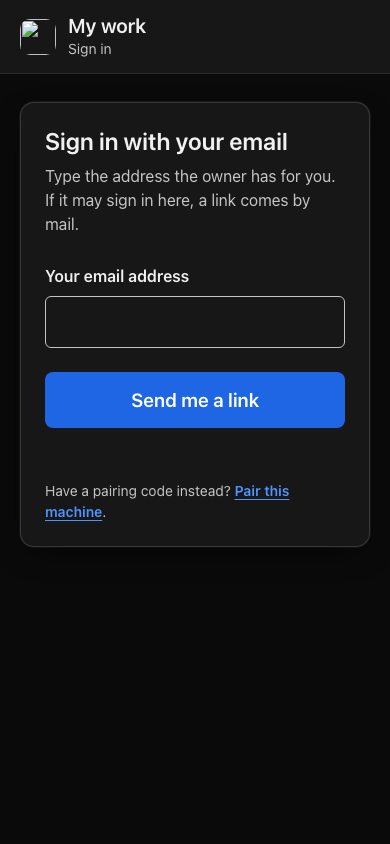 My work
Sign in
Sign in with your email
Type the address the owner has for you.
If it may sign in here, a link comes by
mail.
Your email address
Send me a link
Have a pairing code instead? Pair this
machine.